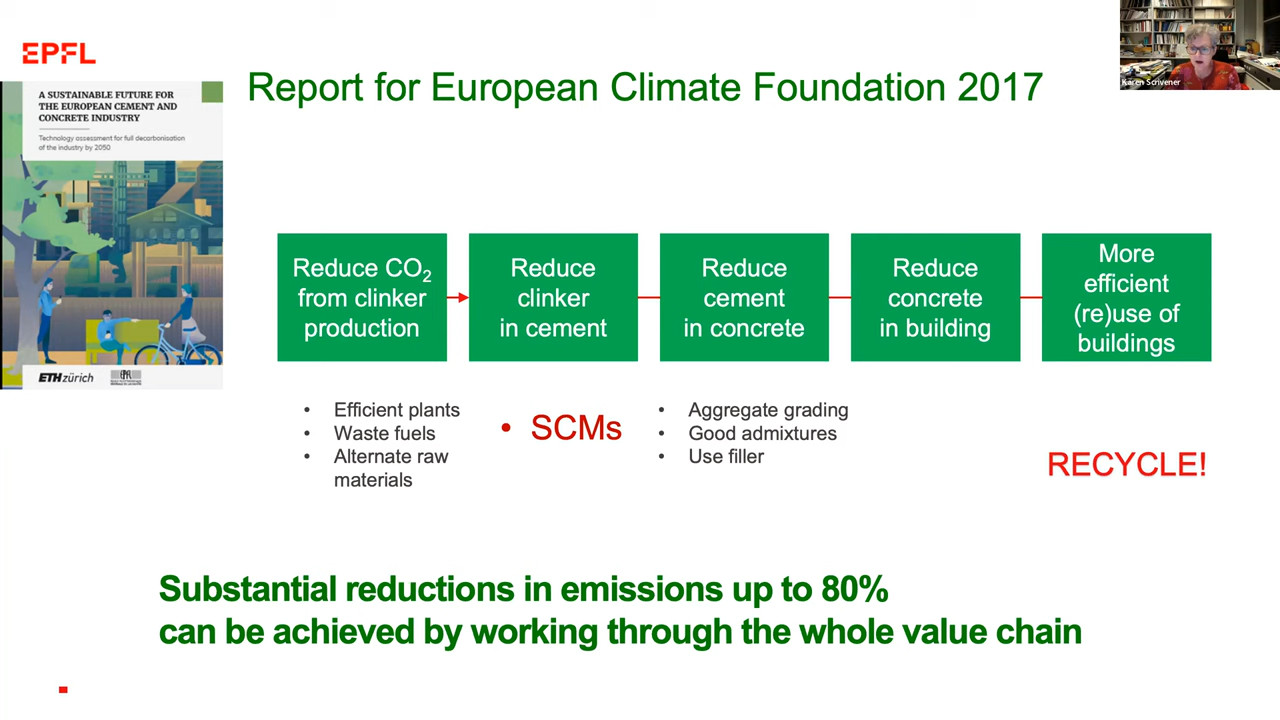 EPFL
Karen Scrivener
Report for European Climate Foundation 2017
A SUSTAINABLE FUTURE FOR
THE EUROPEAN CEMENT AND
CONCRETE INDUSTRY
Technology assessment for full decarbonisation
of the industry by 2050
ETH zürich
EPFL
Reduce CO₂
from clinker
production
Reduce
clinker
in cement
Reduce
cement
in concrete
Reduce
concrete
in building
More
efficient
(re)use of
buildings
• Efficient plants
• Waste fuels
• Alternate raw
materials
• SCMs
• Aggregate grading
• Good admixtures
• Use filler
RECYCLE!
Substantial reductions in emissions up to 80%
can be achieved by working through the whole value chain